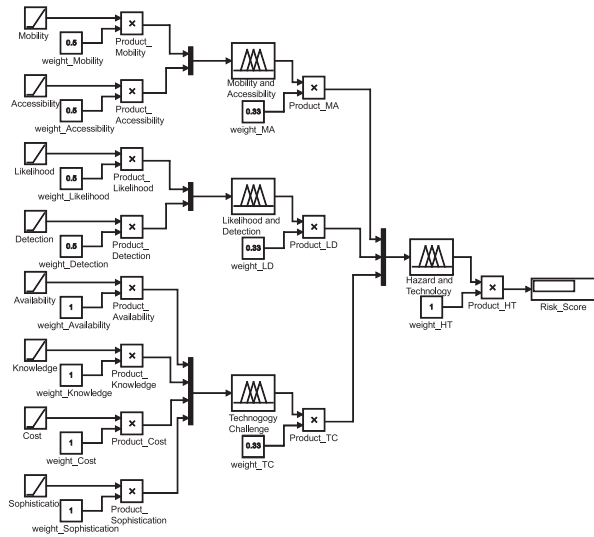 Mobility
0.5
weight_Mobility
×
Product_
Mobility
Accessibility
0.5
weight_Accessibility
×
Product_
Accessibility
Mobility and
Accessibility
0.33
weight_MA
×
Product_MA
Likelihood
0.5
weight_Likelihood
×
Product_
Likelihood
Detection
0.5
weight_Detection
×
Product_
Detection
Likelihood and
Detection
0.33
weight_LD
×
Product_LD
Availability
1
weight_Availability
×
Product_
Availability
Knowledge
1
weight_Knowledge
×
Product_
Knowledge
Cost
1
weight_Cost
×
Product_Cost
Sophistication
1
weight_Sophistication
×
Product_
Sophistication
Technogogy
Challenge
0.33
weight_TC
×
Product_TC
Hazard and
Technology
1
weight_HT
×
Product_HT
Risk_Score